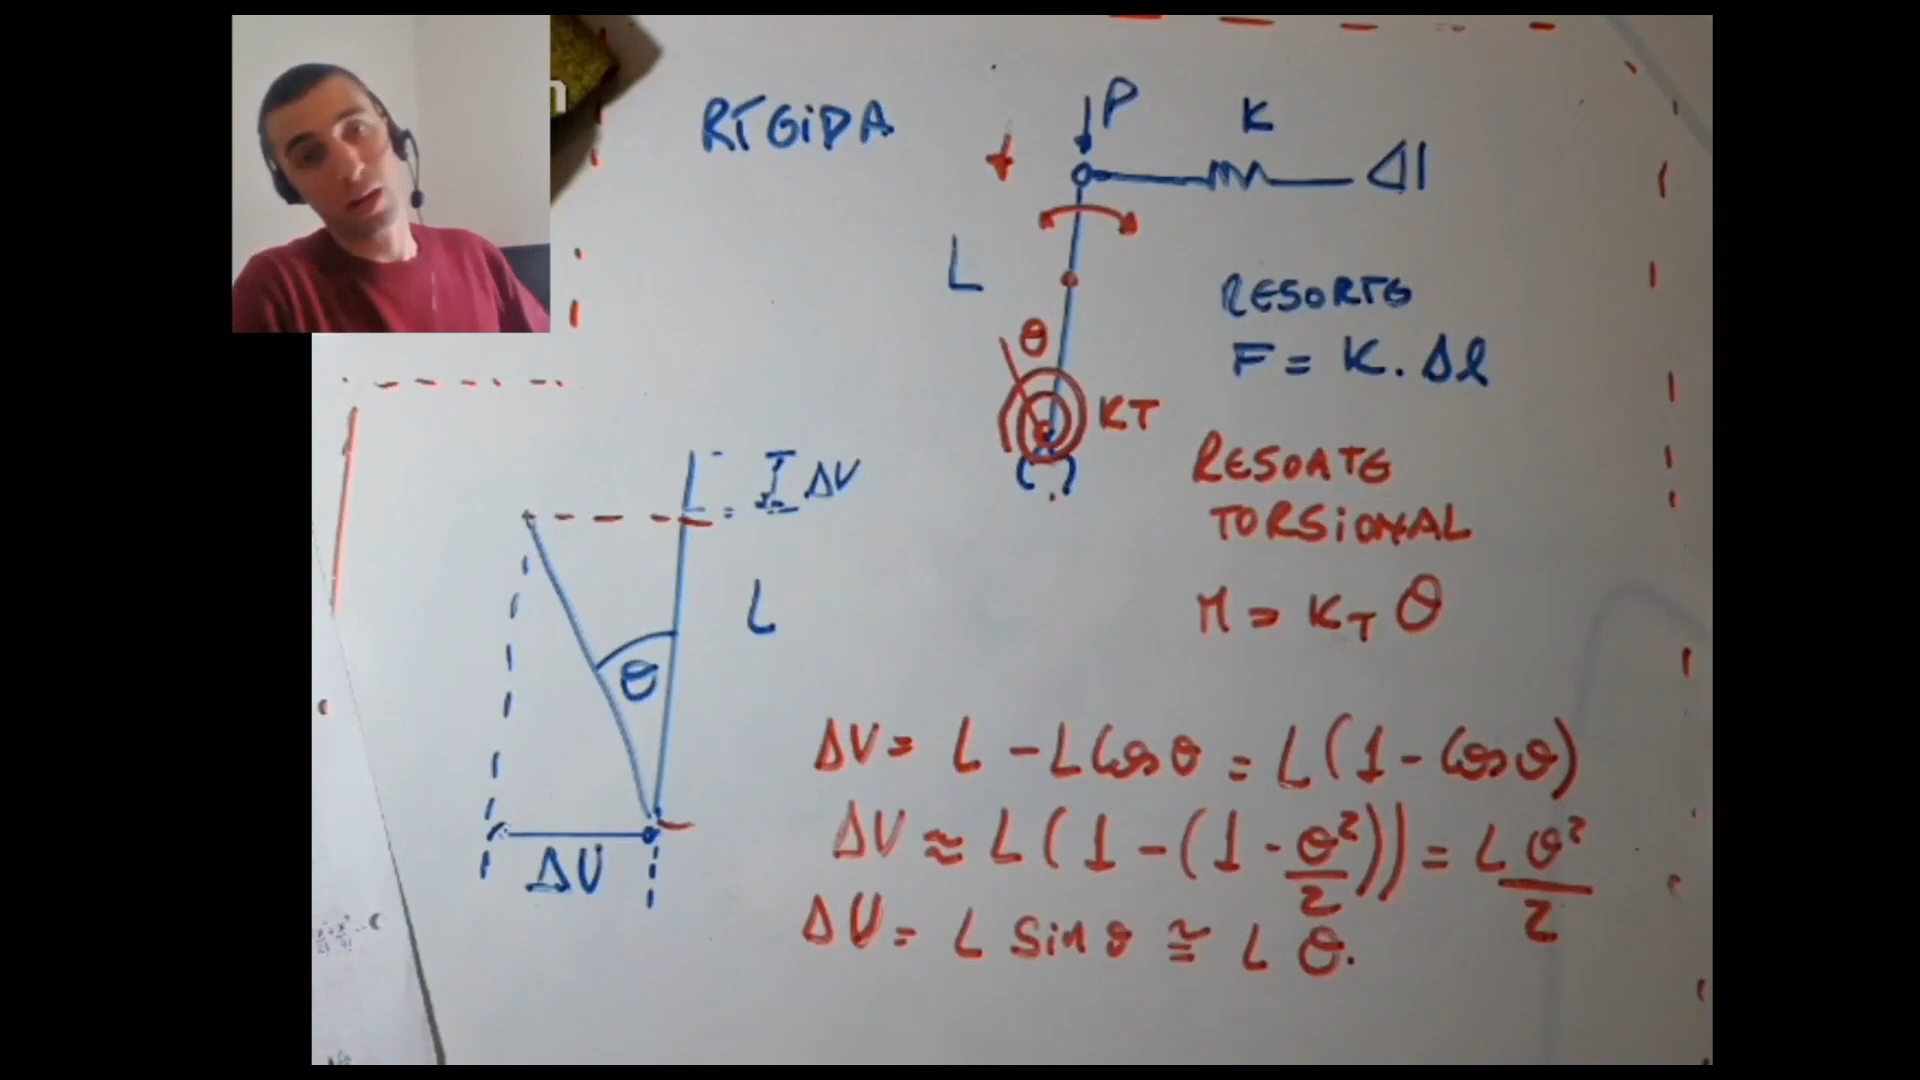 RIGIDA
P
K
Δl
L
RESORTE
θ
F = K . Δl
KT
RESORTE
TORSIONAL
ΔV
L
θ
M = KT θ
ΔV = L - L Cos θ = L (1 - Cos θ)
ΔV ≈ L (1 - (1 - θ²/2)) = L θ²/2
ΔU
ΔU = L Sin θ ≅ L θ.